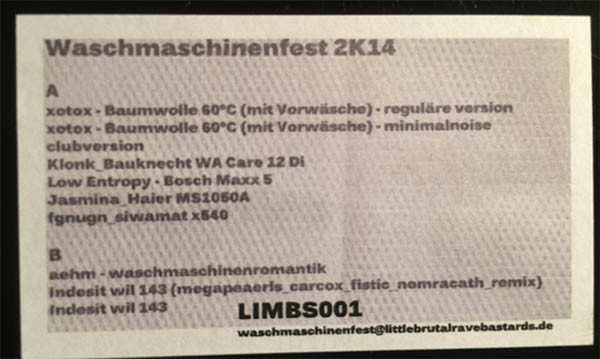 Waschmaschinenfest 2K14
A
xotox - Baumwolle 60°C (mit Vorwäsche) - reguläre version
xotox - Baumwolle 60°C (mit Vorwäsche) - minimalnoise
clubversion
Klonk_Bauknecht WA Care 12 Di
Low Entropy - Bosch Maxx 5
Jasmina_Haier MS1050A
fgnugn_siwamat x540
B
aehm - waschmaschinenromantik
Indesit wil 143 (megapeaerls_carcox_fistic_nomracath_remix)
Indesit wil 143
LIMBS001
waschmaschinenfest@littlebrutalravebastards.de